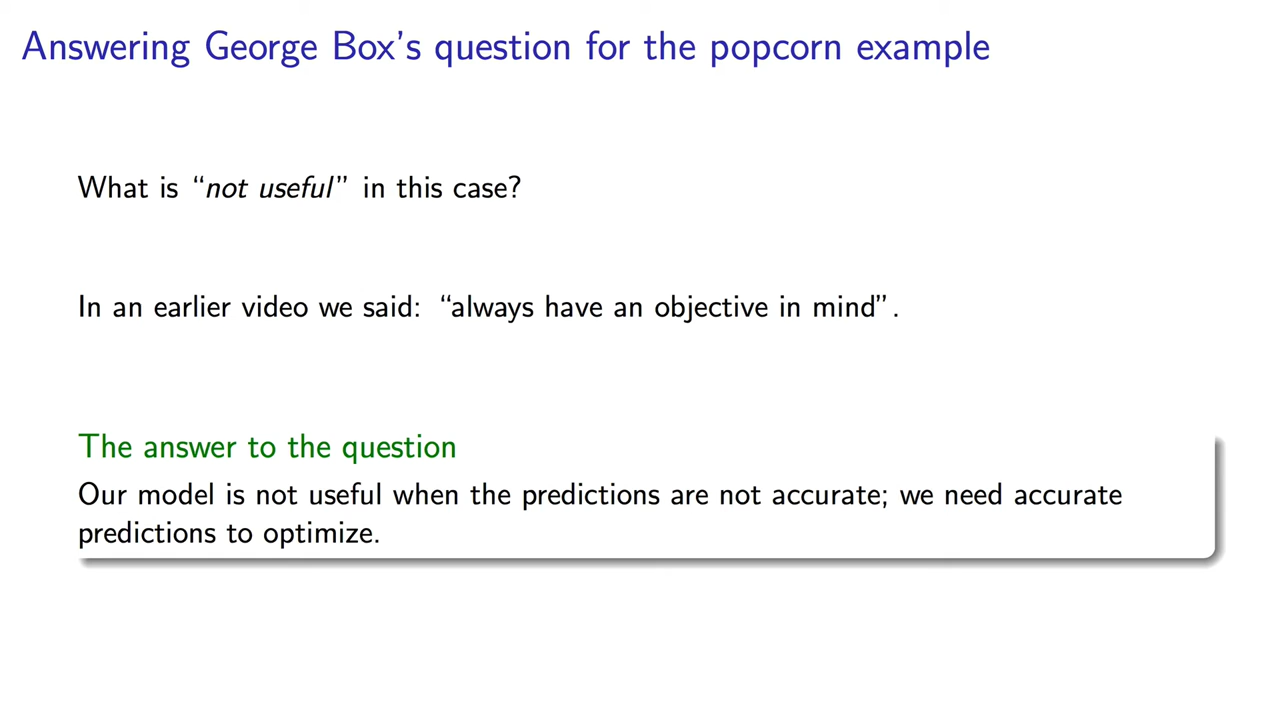 Answering George Box's question for the popcorn example
What is “not useful” in this case?
In an earlier video we said: “always have an objective in mind”.
The answer to the question
Our model is not useful when the predictions are not accurate; we need accurate
predictions to optimize.